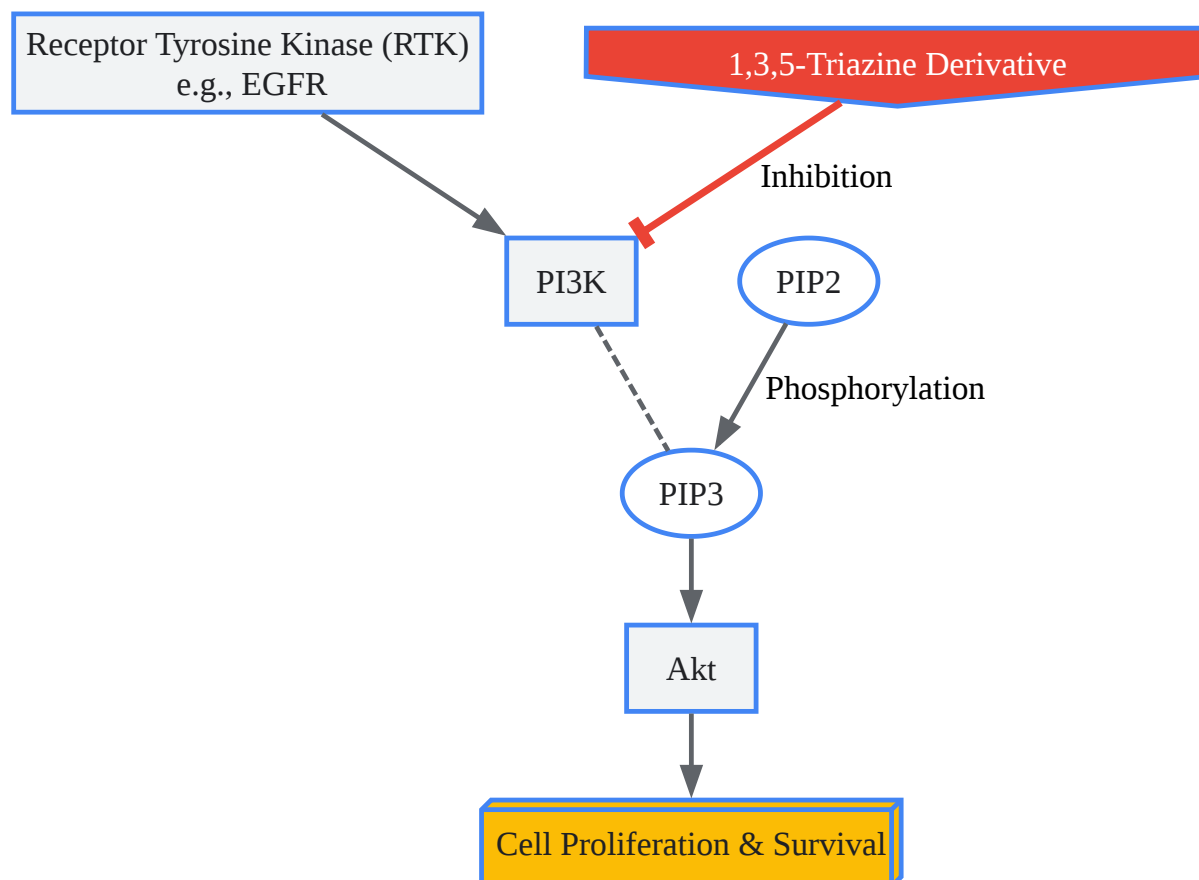 Receptor Tyrosine Kinase (RTK)
e.g., EGFR
1,3,5-Triazine Derivative
Inhibition
PI3K
PIP2
Phosphorylation
PIP3
Akt
Cell Proliferation & Survival